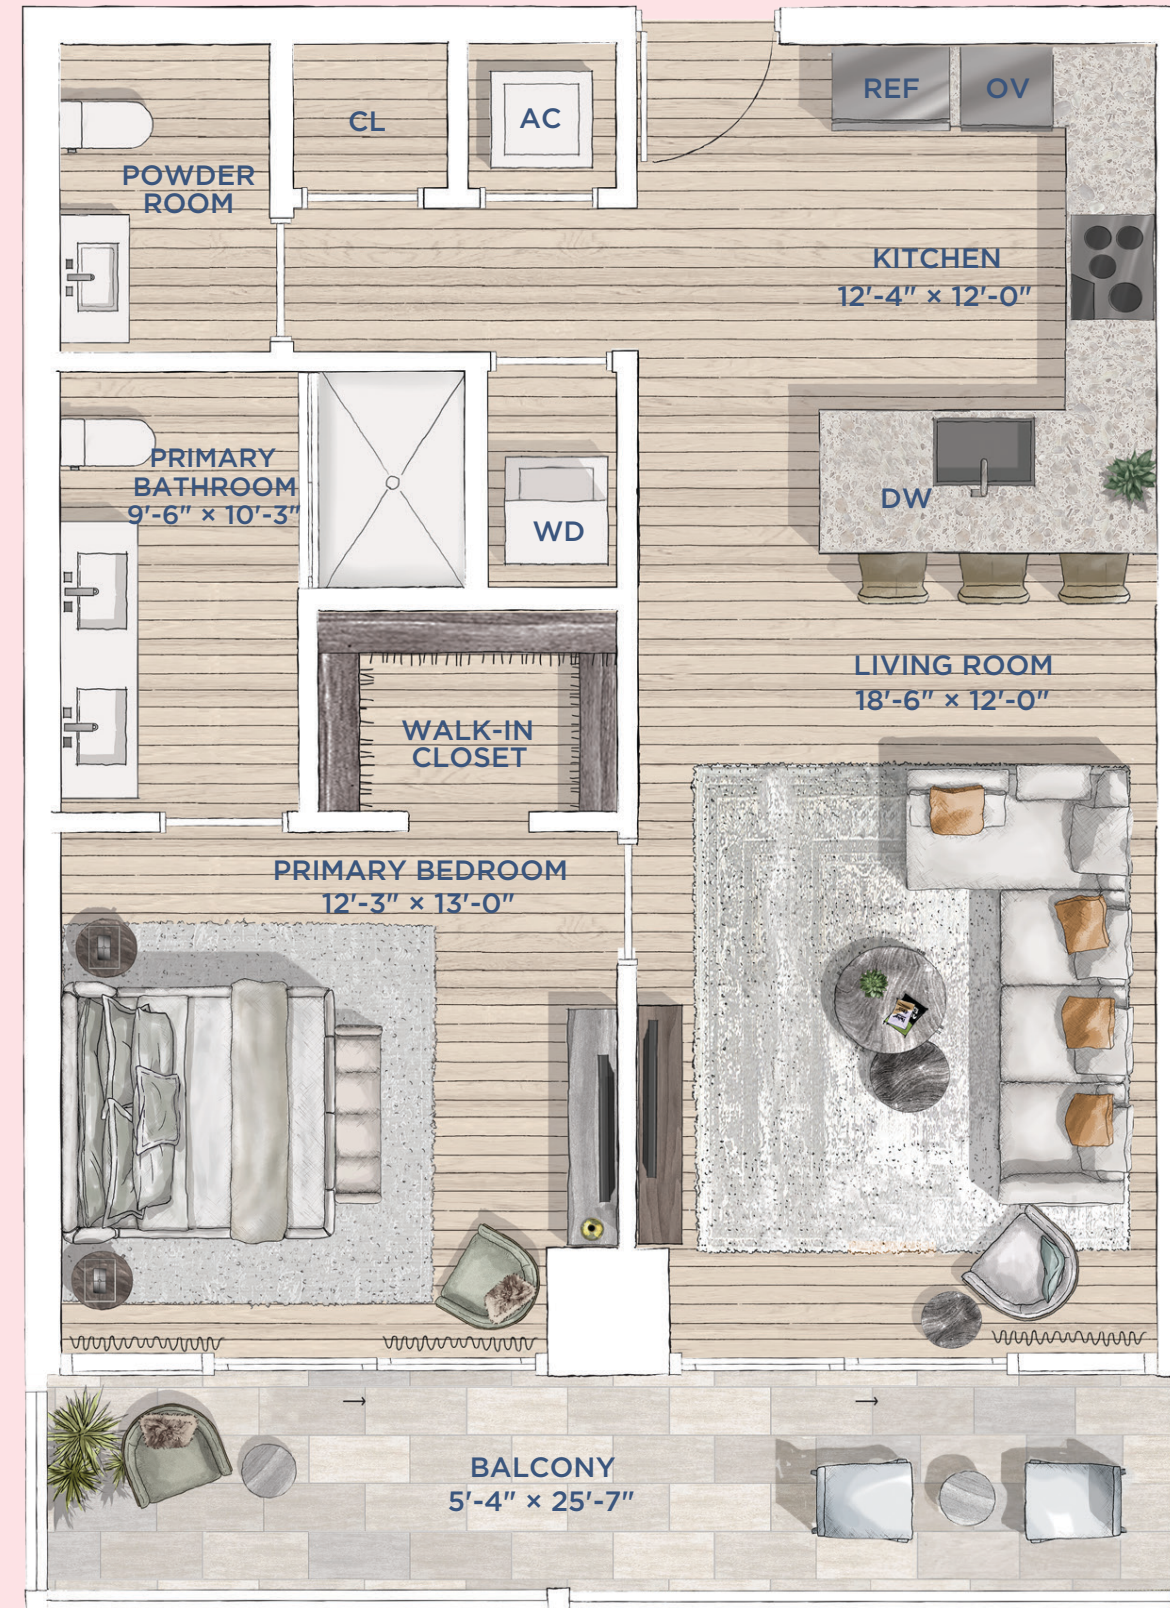 REF
OV
CL
AC
POWDER
ROOM
KITCHEN
12'-4" × 12'-0"
PRIMARY
BATHROOM
9'-6" × 10'-3"
DW
WD
LIVING ROOM
18'-6" × 12'-0"
WALK-IN
CLOSET
PRIMARY BEDROOM
12'-3" × 13'-0"
BALCONY
5'-4" × 25'-7"